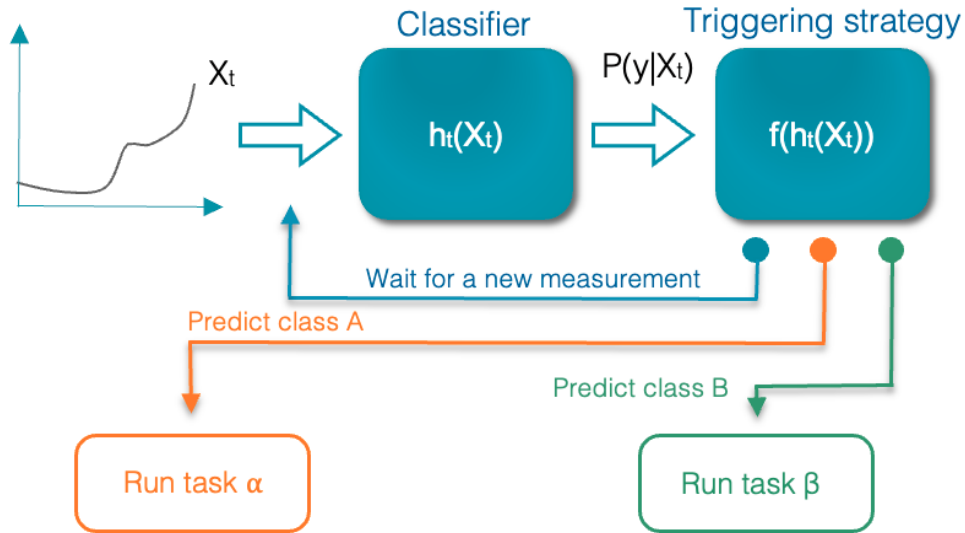 Classifier
Triggering strategy
Xₜ
P(y|Xₜ)
hₜ(Xₜ)
f(hₜ(Xₜ))
Wait for a new measurement
Predict class A
Predict class B
Run task α
Run task β